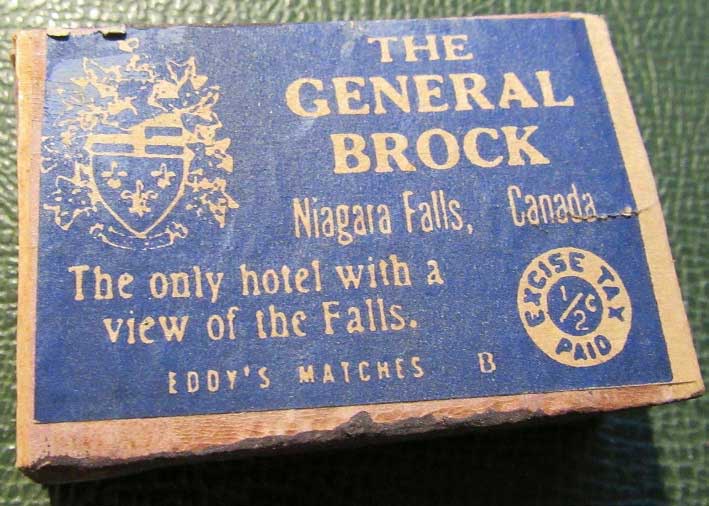 THE
GENERAL
BROCK
Niagara Falls, Canada
The only hotel with a
view of the Falls.
EDDY'S MATCHES B
EXCISE TAX
1/2¢
PAID